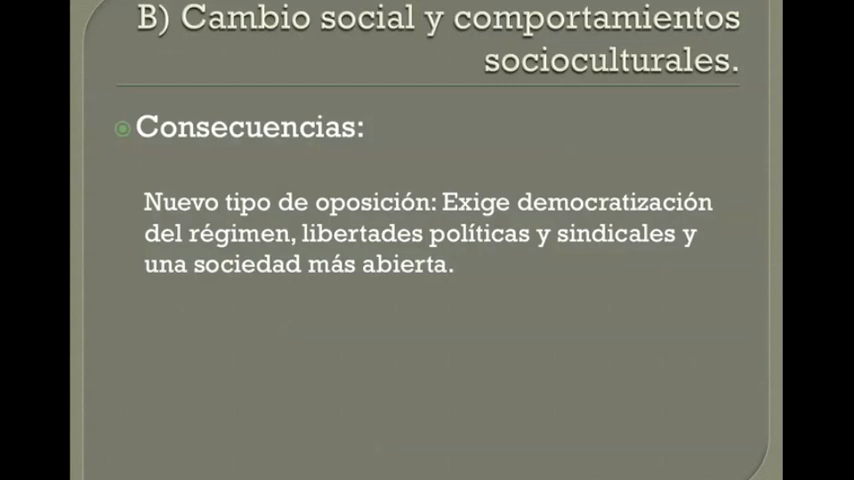 B) Cambio social y comportamientos
socioculturales.
Consecuencias:
Nuevo tipo de oposición: Exige democratización
del régimen, libertades políticas y sindicales y
una sociedad más abierta.